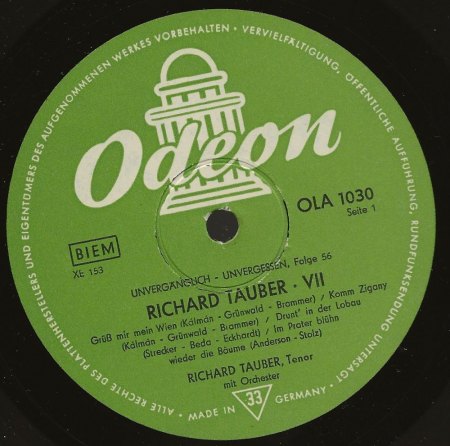 ALLE RECHTE DES PLATTENHERSTELLERS UND EIGENTÜMERS DES AUFGENOMMENEN WERKES VORBEHALTEN · VERVIELFÄLTIGUNG, ÖFFENTLICHE AUFFÜHRUNG, RUNDFUNKSENDUNG UNTERSAGT
Odeon
OLA 1030
Seite 1
BIEM
XE 153
UNVERGÄNGLICH - UNVERGESSEN, Folge 56
RICHARD TAUBER · VII
Grüß mir mein Wien (Kálmán - Grünwald - Brammer) / Komm Zigany
(Kálmán - Grünwald - Brammer) / Drunt' in der Lobau
(Strecker - Beda - Eckhardt) / Im Prater blühn
wieder die Bäume (Anderson - Stolz)
RICHARD TAUBER, Tenor
mit Orchester
MADE IN 33 GERMANY